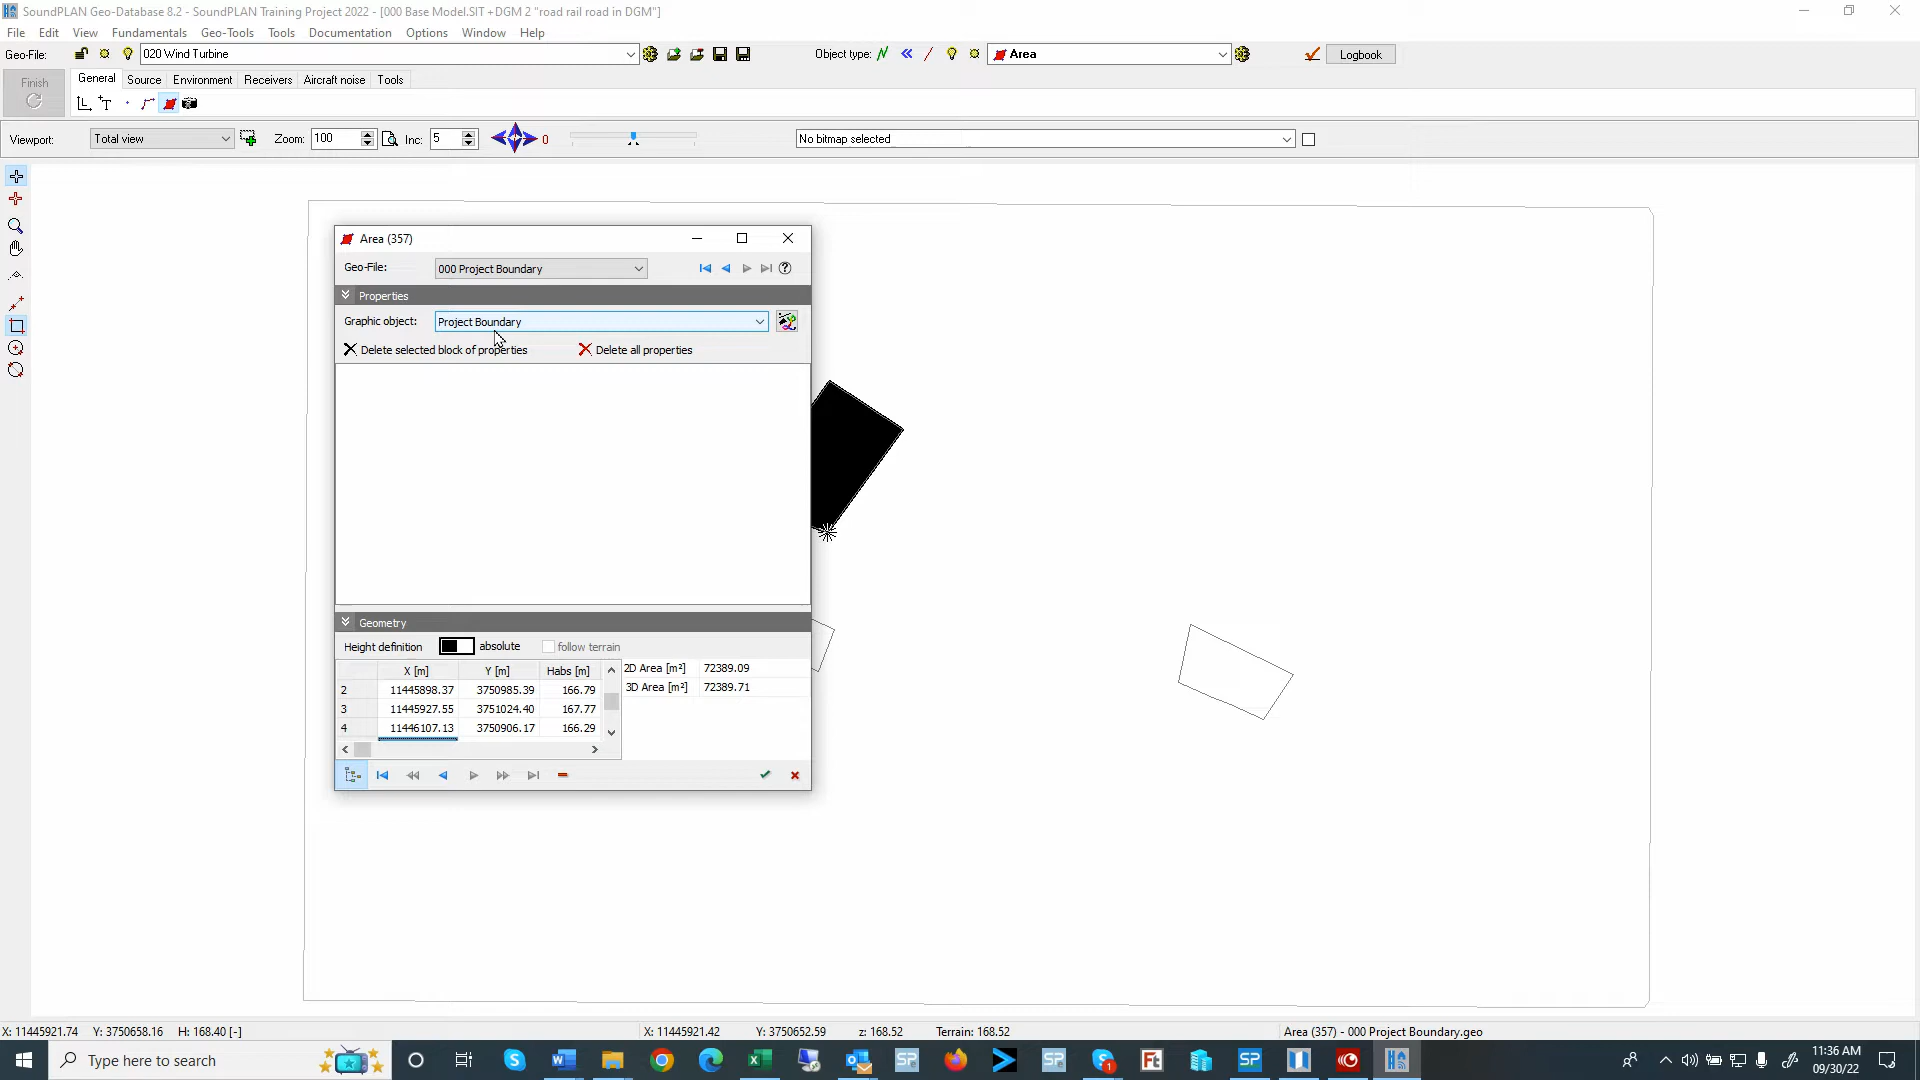 SoundPLAN Geo-Database 8.2 - SoundPLAN Training Project 2022 - [000 Base Model.SIT +DGM 2 "road rail road in DGM"]
File Edit View Fundamentals Geo-Tools Tools Documentation Options Window Help
Geo-File: 020 Wind Turbine Object type: Area Logbook
Finish General Source Environment Receivers Aircraft noise Tools
Viewport: Total view Zoom: 100 Inc: 5 0 No bitmap selected
Area (357)
Geo-File: 000 Project Boundary
Properties
Graphic object: Project Boundary
Delete selected block of properties Delete all properties
Geometry
Height definition absolute follow terrain
X [m] Y [m] Habs [m] 2D Area [m²] 72389.09
2 11445898.37 3750985.39 166.79 3D Area [m²] 72389.71
3 11445927.55 3751024.40 167.77
4 11446107.13 3750906.17 166.29
X: 11445921.74 Y: 3750658.16 H: 168.40 [-] X: 11445921.42 Y: 3750652.59 z: 168.52 Terrain: 168.52 Area (357) - 000 Project Boundary.geo
Type here to search 11:36 AM
09/30/22